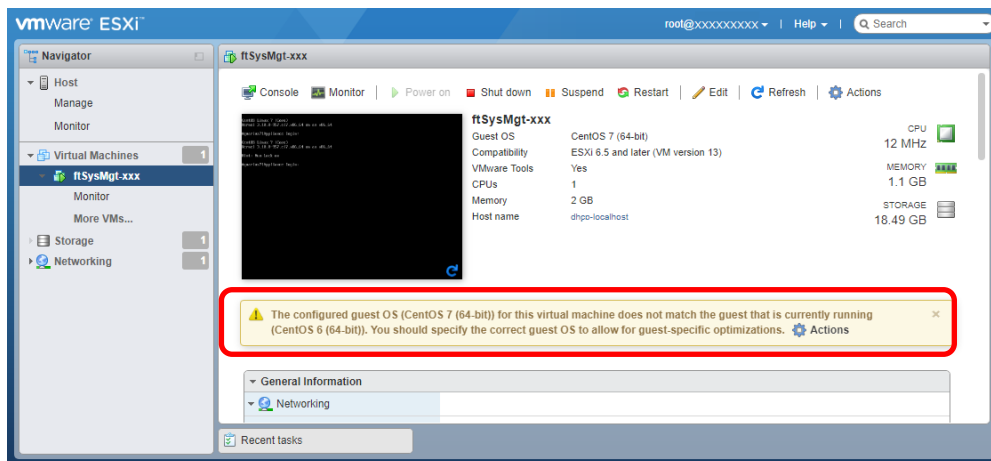 vmware ESXi™
root@xxxxxxxxx | Help | Search
Navigator
Host
Manage
Monitor
Virtual Machines 1
ftSysMgt-xxx
Monitor
More VMs...
Storage 1
Networking 1
ftSysMgt-xxx
Console Monitor | Power on Shut down Suspend Restart | Edit | Refresh | Actions
ftSysMgt-xxx
Guest OS CentOS 7 (64-bit)
Compatibility ESXi 6.5 and later (VM version 13)
VMware Tools Yes
CPUs 1
Memory 2 GB
Host name dhpp-localhost
CPU
12 MHz
MEMORY
1.1 GB
STORAGE
18.49 GB
The configured guest OS (CentOS 7 (64-bit)) for this virtual machine does not match the guest that is currently running
(CentOS 6 (64-bit)). You should specify the correct guest OS to allow for guest-specific optimizations. Actions
General Information
Networking
Recent tasks